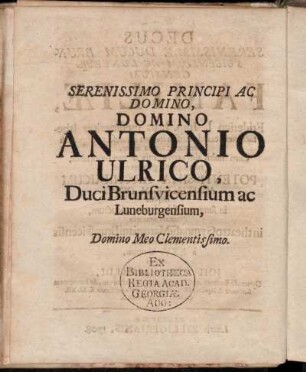 SERENISSIMO PRINCIPI AC
DOMINO,
DOMINO
ANTONIO
ULRICO,
Duci Brunsvicensium ac
Luneburgensium,
Domino Meo Clementissimo.
EX
BIBLIOTHECA
REGIA ACAD.
GEORGIÆ
AUG: